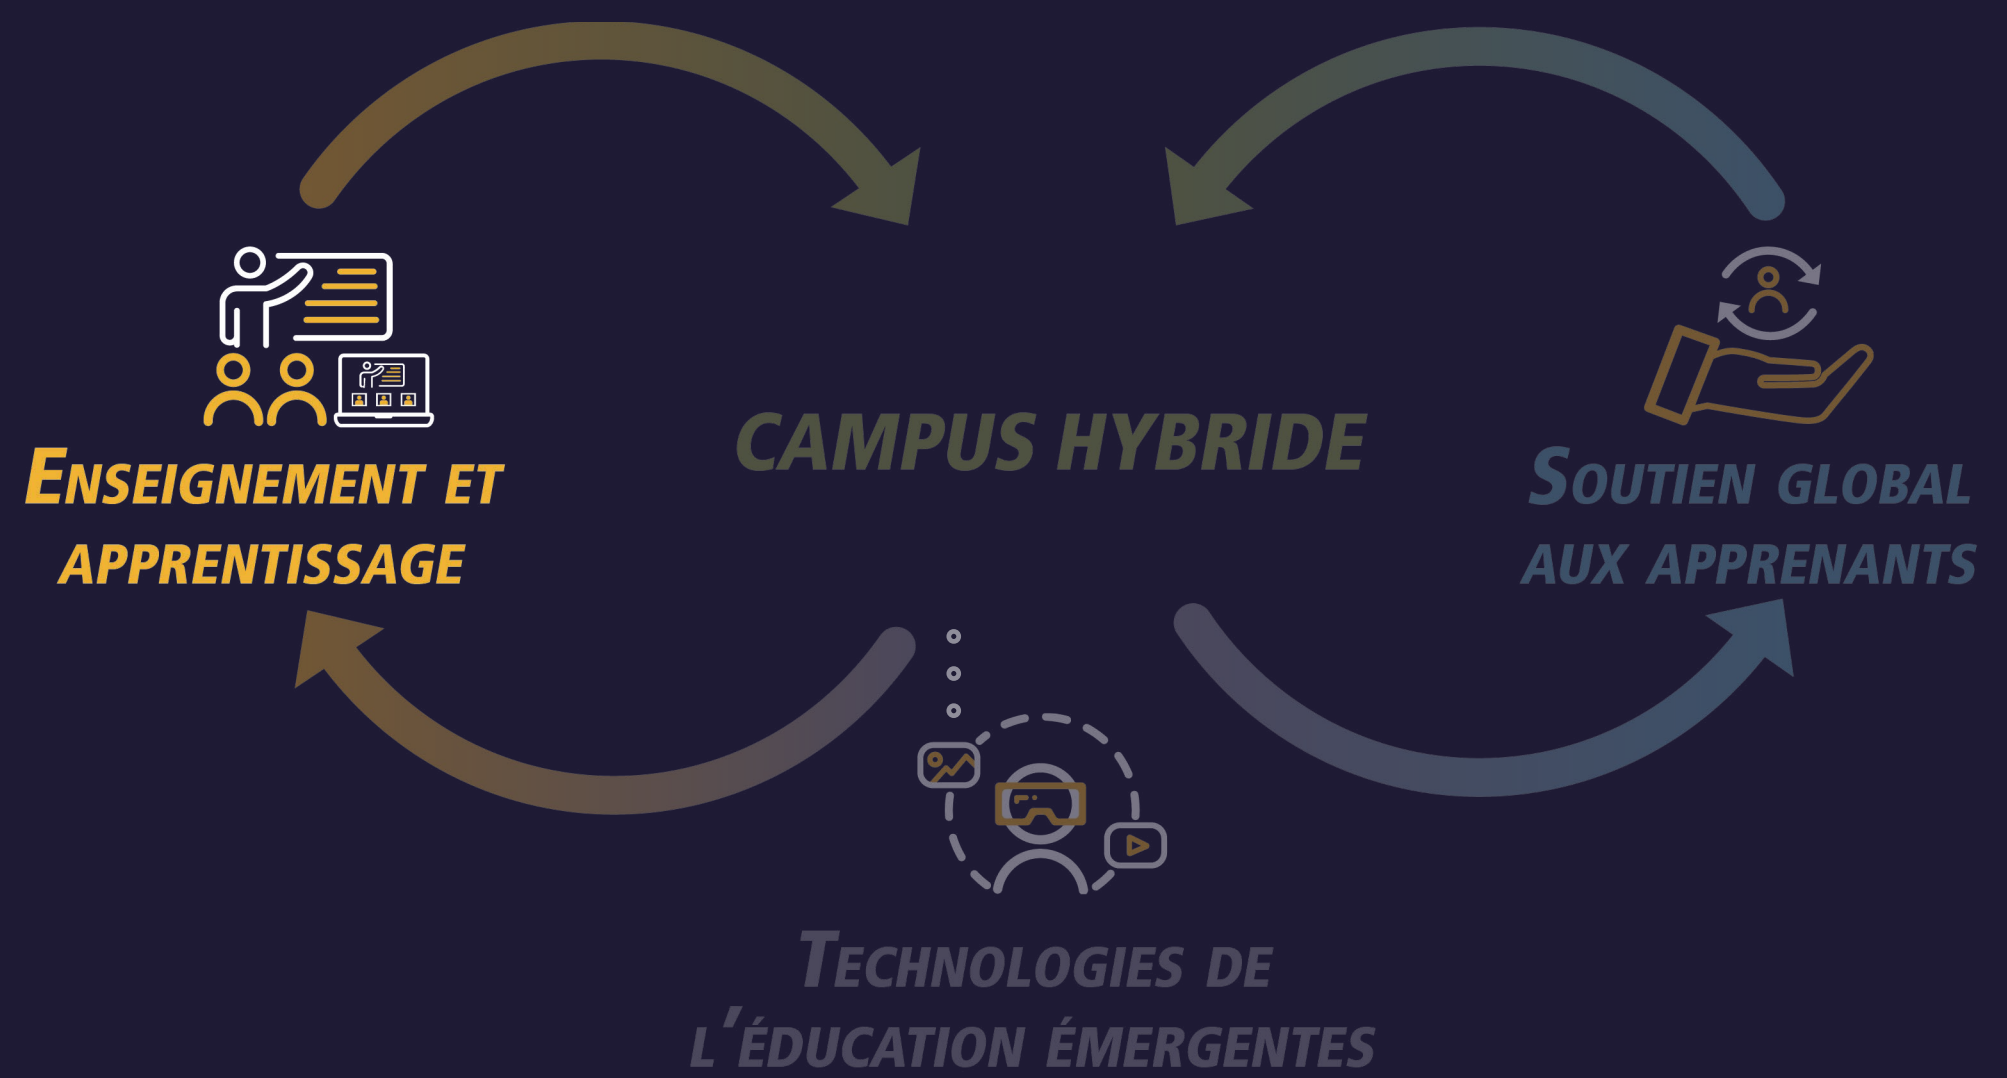 CAMPUS HYBRIDE
ENSEIGNEMENT ET
APPRENTISSAGE
SOUTIEN GLOBAL
AUX APPRENANTS
TECHNOLOGIES DE
L'ÉDUCATION ÉMERGENTES